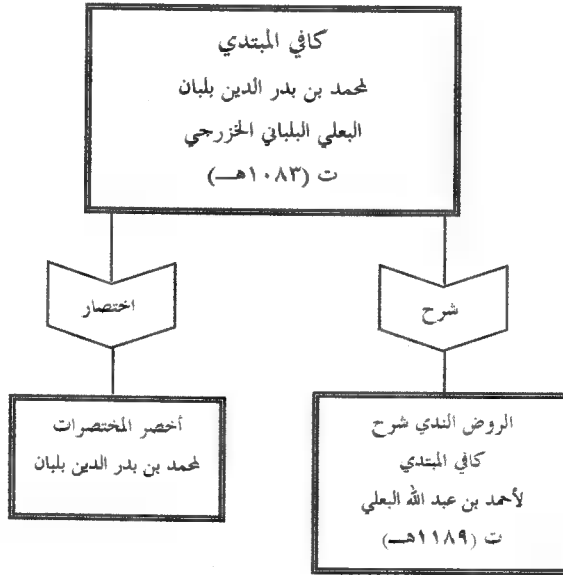 كافي المبتدي
لمحمد بن بدر الدين بلبان
البعلي البلباني الخزرجي
ت (١٠٨٣هـ)
شرح
اختصار
الروض الندي شرح
كافي المبتدي
لأحمد بن عبد الله البعلي
ت (١١٨٩هـ)
أخصر المختصرات
لمحمد بن بدر الدين بلبان